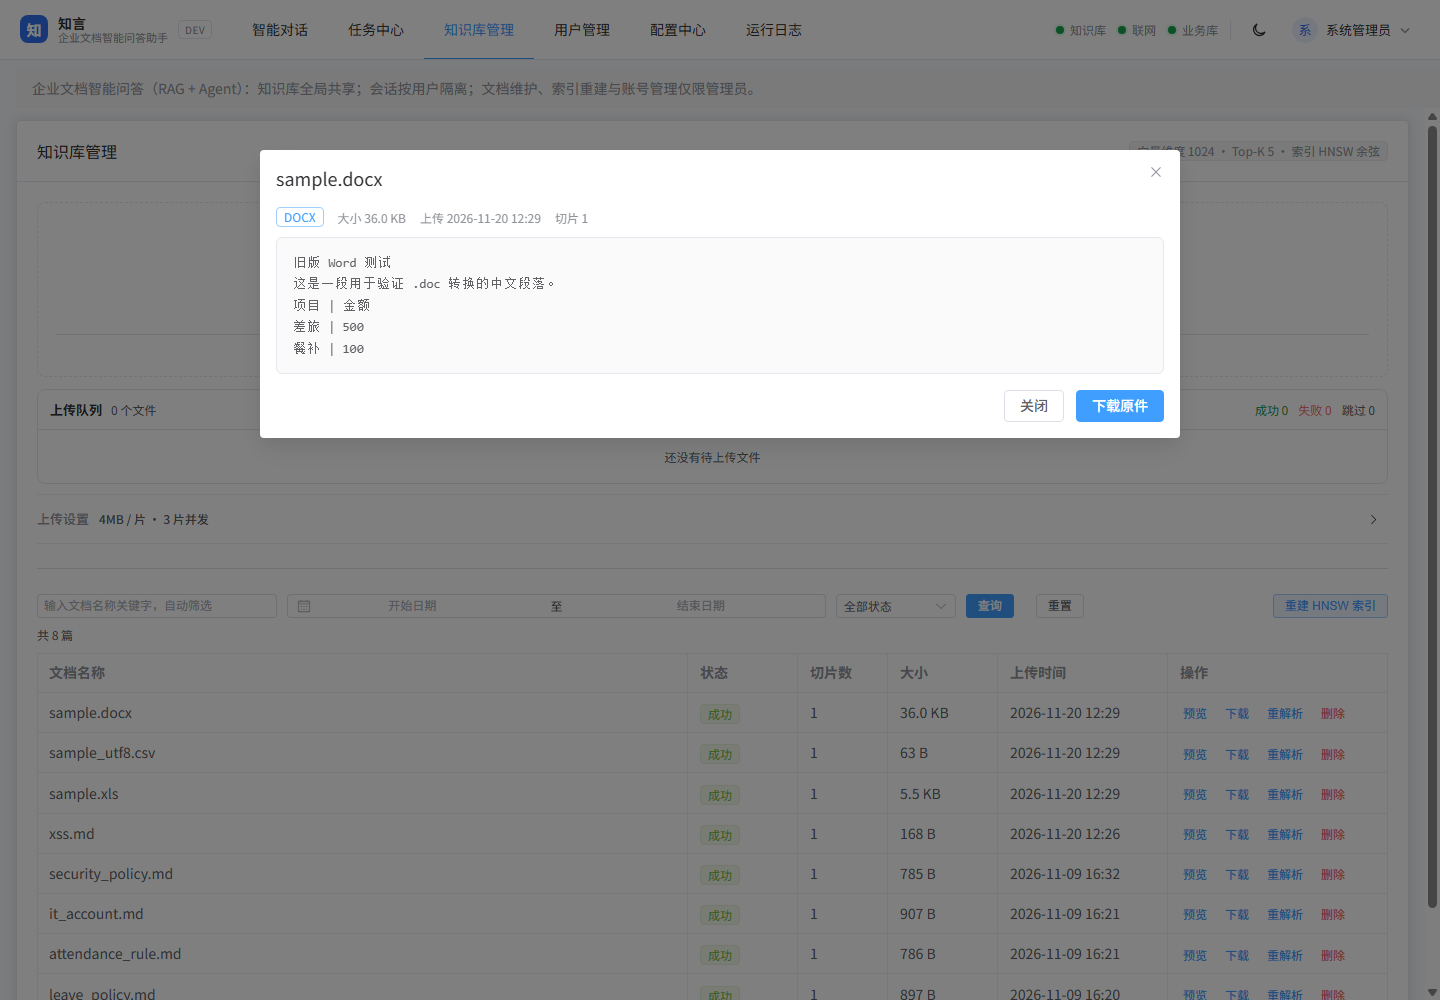 知
知言
企业文档智能问答助手
DEV
智能对话
任务中心
知识库管理
用户管理
配置中心
运行日志
知识库
联网
业务库
系
系统管理员
企业文档智能问答（RAG + Agent）：知识库全局共享；会话按用户隔离；文档维护、索引重建与账号管理仅限管理员。
知识库管理
1024 · Top-K 5 · 索引 HNSW 余弦
sample.docx
DOCX 大小 36.0 KB 上传 2026-11-20 12:29 切片 1
旧版 Word 测试
这是一段用于验证 .doc 转换的中文段落。
项目 | 金额
差旅 | 500
餐补 | 100
关闭
下载原件
上传队列 0 个文件
成功 0 失败 0 跳过 0
还没有待上传文件
上传设置 4MB / 片 · 3 片并发
输入文档名称关键字，自动筛选
开始日期 至 结束日期
全部状态
查询
重置
重建 HNSW 索引
共 8 篇
文档名称 状态 切片数 大小 上传时间 操作
sample.docx 成功 1 36.0 KB 2026-11-20 12:29 预览 下载 重解析 删除
sample_utf8.csv 成功 1 63 B 2026-11-20 12:29 预览 下载 重解析 删除
sample.xls 成功 1 5.5 KB 2026-11-20 12:29 预览 下载 重解析 删除
xss.md 成功 1 168 B 2026-11-20 12:26 预览 下载 重解析 删除
security_policy.md 成功 1 785 B 2026-11-09 16:32 预览 下载 重解析 删除
it_account.md 成功 1 907 B 2026-11-09 16:21 预览 下载 重解析 删除
attendance_rule.md 成功 1 786 B 2026-11-09 16:21 预览 下载 重解析 删除
leave_policy.md 成功 1 897 B 2026-11-09 16:20 预览 下载 重解析 删除